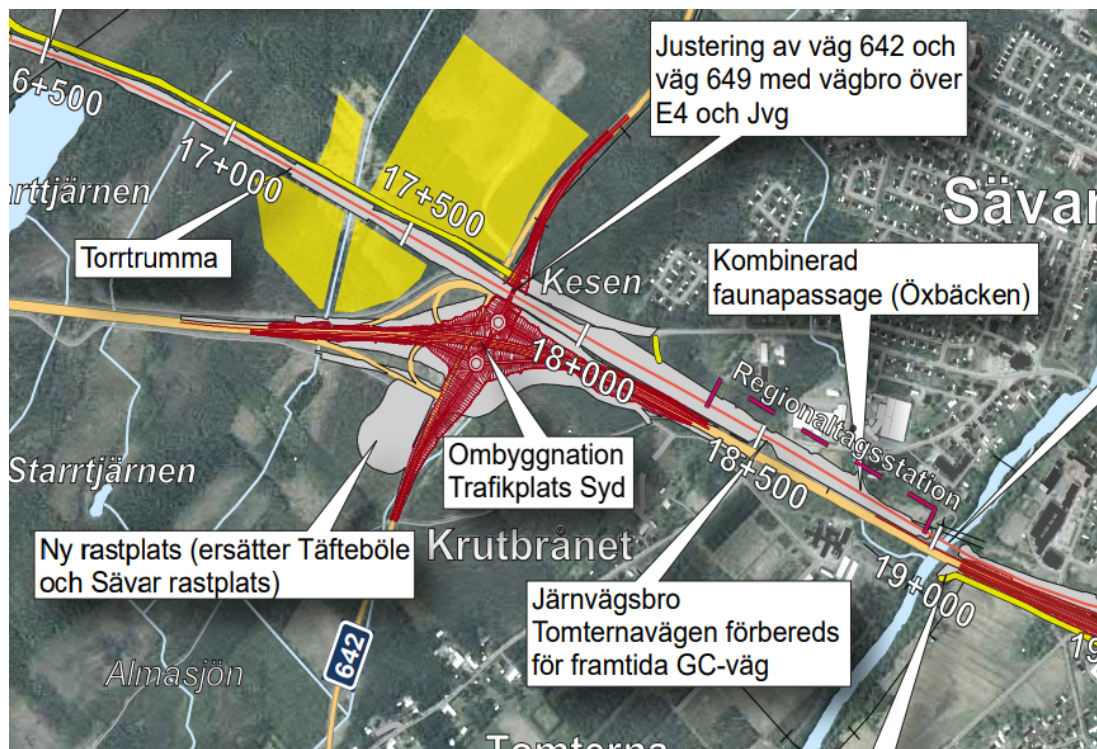 Justering av väg 642 och
väg 649 med vägbro över
E4 och Jvg
6+500
17+000
17+500
Sävar
Torrtrumma
Kesen
Kombinerad
faunapassage (Öxbäcken)
18+000
Regionaltågsstation
Starrtjärnen
Ombyggnation
Trafikplats Syd
18+500
Ny rastplats (ersätter Täfteböle
och Sävar rastplats)
Krutbrånet
19+000
Järnvägsbro
Tomternavägen förbereds
för framtida GC-väg
642
Almasjön
Tomterna